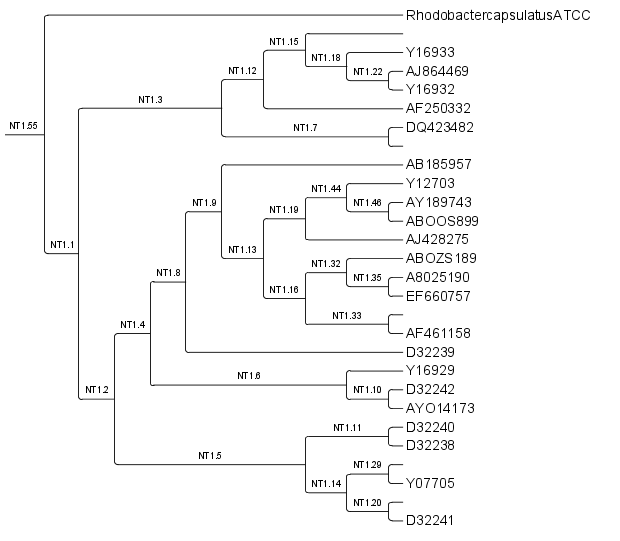 RhodobactercapsulatusATCC
NT1.15
Y16933
NT1.18
AJ864469
NT1.12
NT1.22
Y16932
NT1.3
AF250332
NT1.55
DQ423482
NT1.7
AB185957
Y12703
NT1.44
NT1.9
AY189743
NT1.19
NT1.46
ABOOS899
AJ428275
NT1.1
NT1.13
ABOZS189
NT1.32
NT1.8
A8025190
NT1.35
NT1.16
EF660757
NT1.33
NT1.4
AF461158
D32239
Y16929
NT1.6
NT1.2
D32242
NT1.10
AYO14173
D32240
NT1.11
D32238
NT1.5
NT1.29
Y07705
NT1.14
NT1.20
D32241